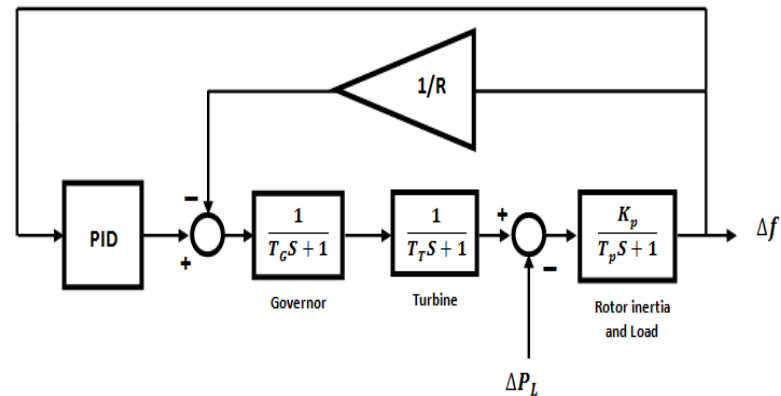 1/R
−
PID
+
1
T_G S + 1
1
T_T S + 1
+
−
K_p
T_p S + 1
Δf
Governor
Turbine
Rotor inertia
and Load
ΔP_L